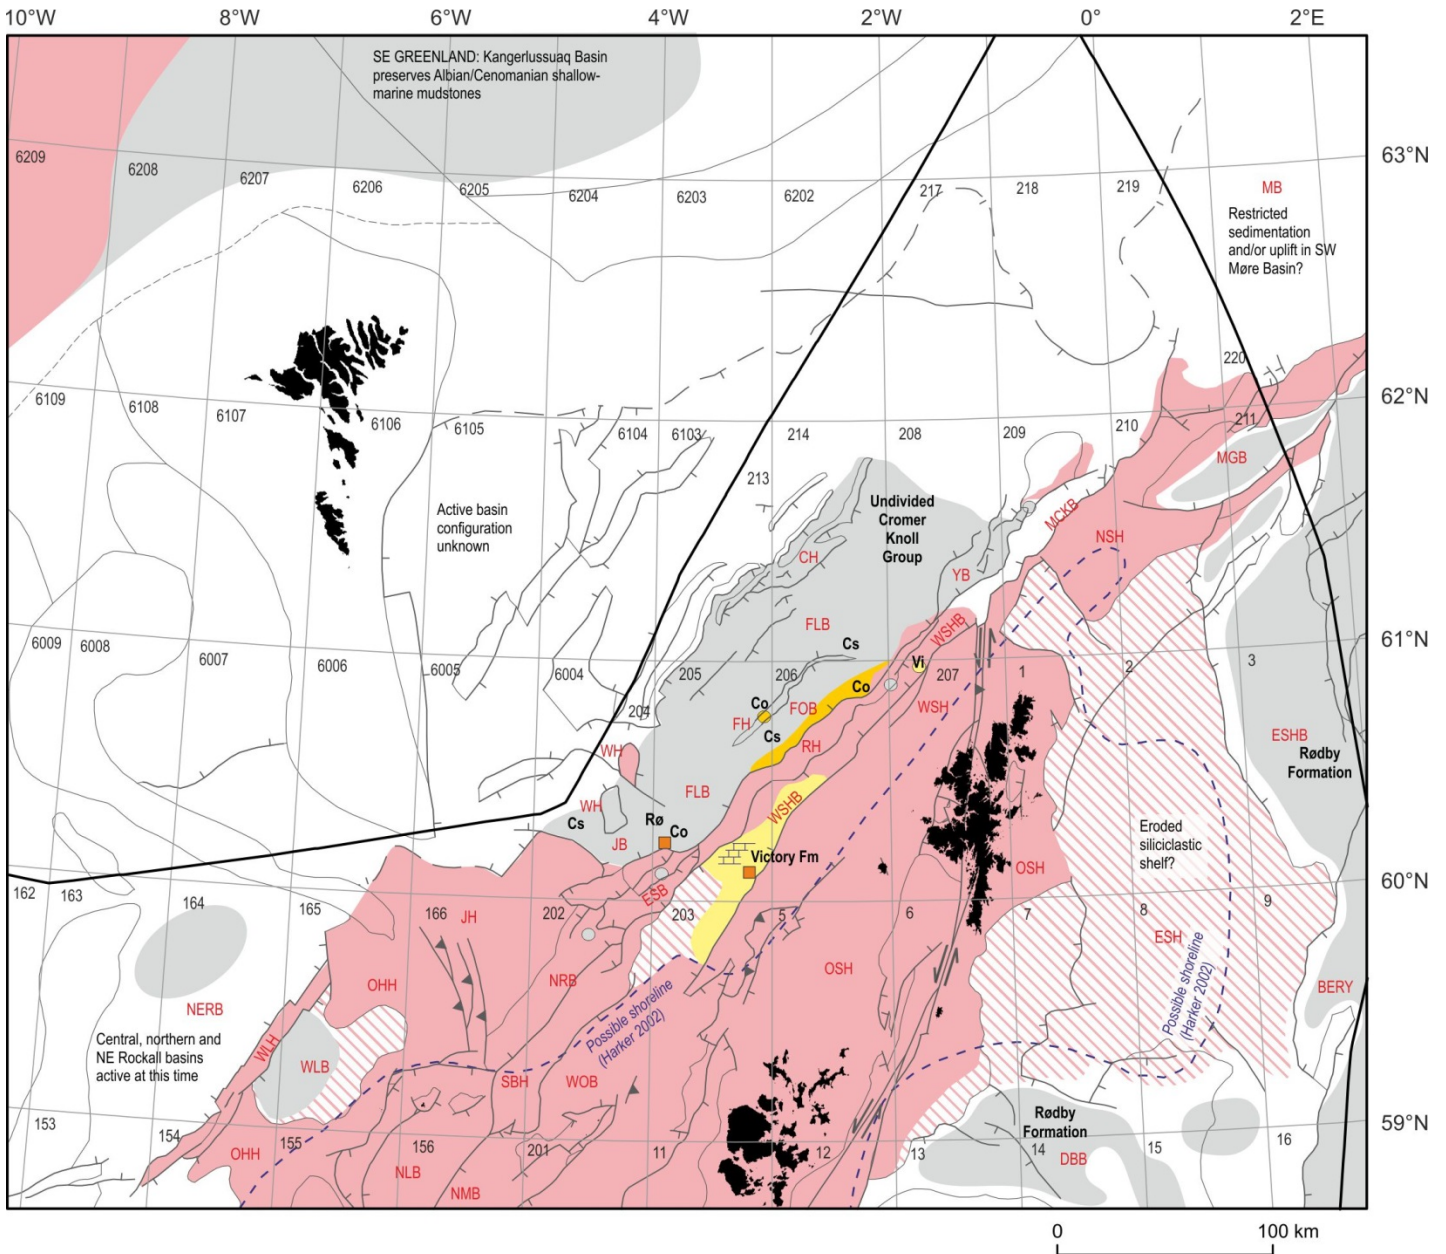 10°W 8°W 6°W 4°W 2°W 0° 2°E
SE GREENLAND: Kangerlussuaq Basin
preserves Albian/Cenomanian shallow-
marine mudstones
63°N
6209 6208 6207 6206 6205 6204 6203 6202 217 218 219
MB
Restricted
sedimentation
and/or uplift in SW
Møre Basin?
220
62°N
6109 6108 6107 6106 6105 6104 6103 214 208 209 210 211
MGB
213
Active basin
configuration
unknown
Undivided
Cromer
Knoll
Group
MCKB
NSH
CH
YB
FLB
WSHB
61°N
6009 6008 6007 6006 6005 6004 205 206 207 1 2 3
Cs
Vi
204
Co
Co
FH
FOB
WSH
Cs
RH
ESHB
Rødby
Formation
WH
WH
FLB
WSHB
Cs
Rø
Co
JB
Victory Fm
Eroded
siliciclastic
shelf?
OSH
60°N
162 163 164 165 166 202 203 5 6 7 8 9
ESB
JH
OHH
NRB
OSH
ESH
BERY
NERB
Possible shoreline
(Harker 2002)
Possible shoreline
(Harker 2002)
Central, northern and
NE Rockall basins
active at this time
WLH
WLB
SBH
WOB
59°N
153 154 155 156 201 11 12 13 14 15 16
Rødby
Formation
DBB
OHH
NLB
NMB
0 100 km